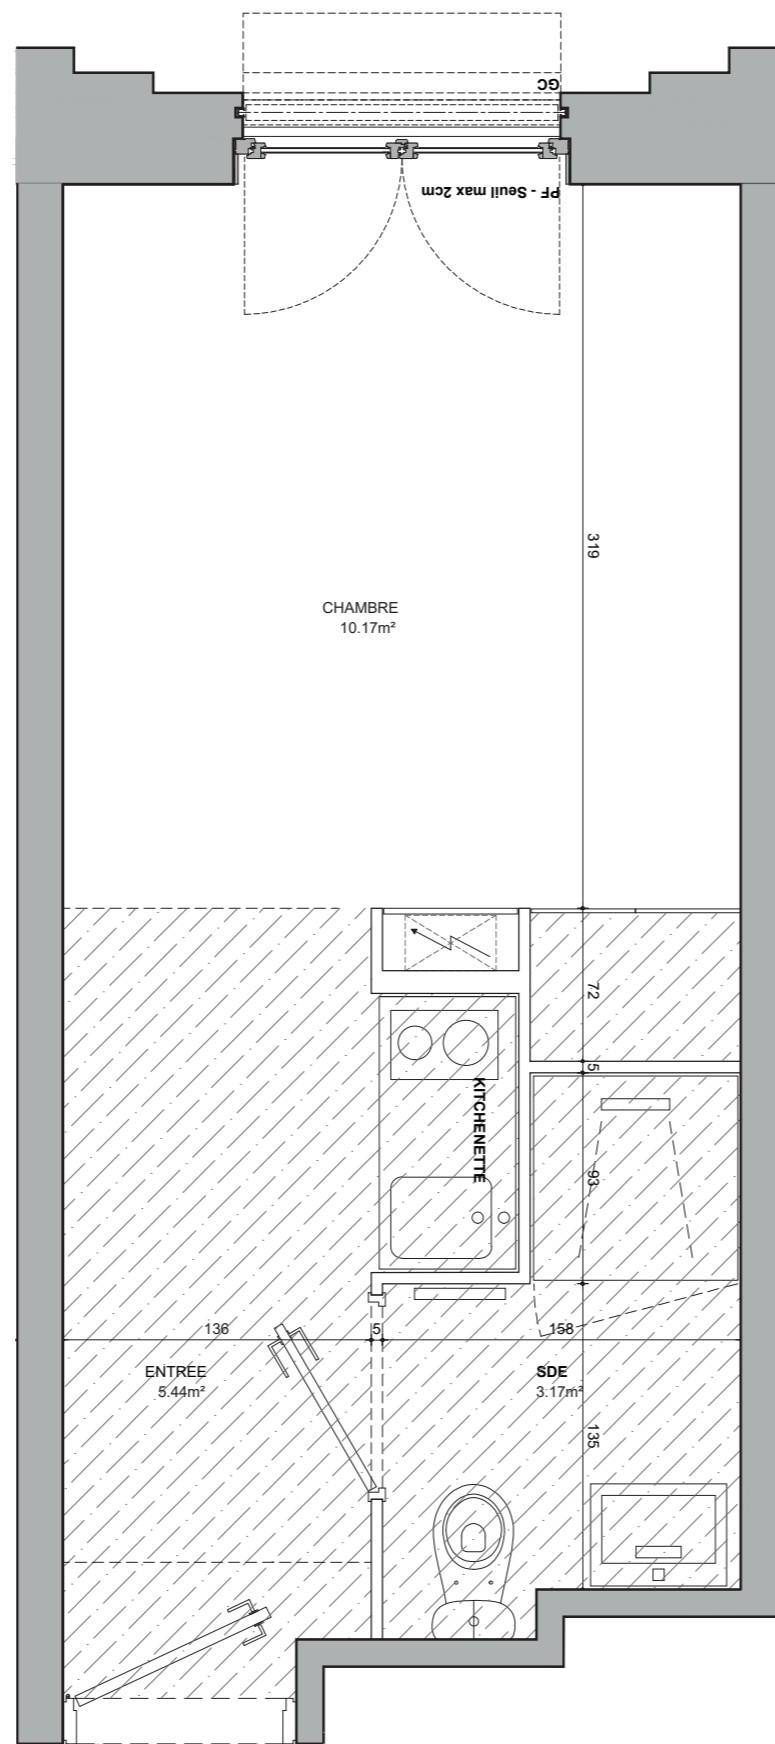 GC
PF - Seuil max 2cm
319
CHAMBRE
10.17m²
72
5
KITCHENETTE
93
136
5
158
ENTREE
5.44m²
SDE
3.17m²
135